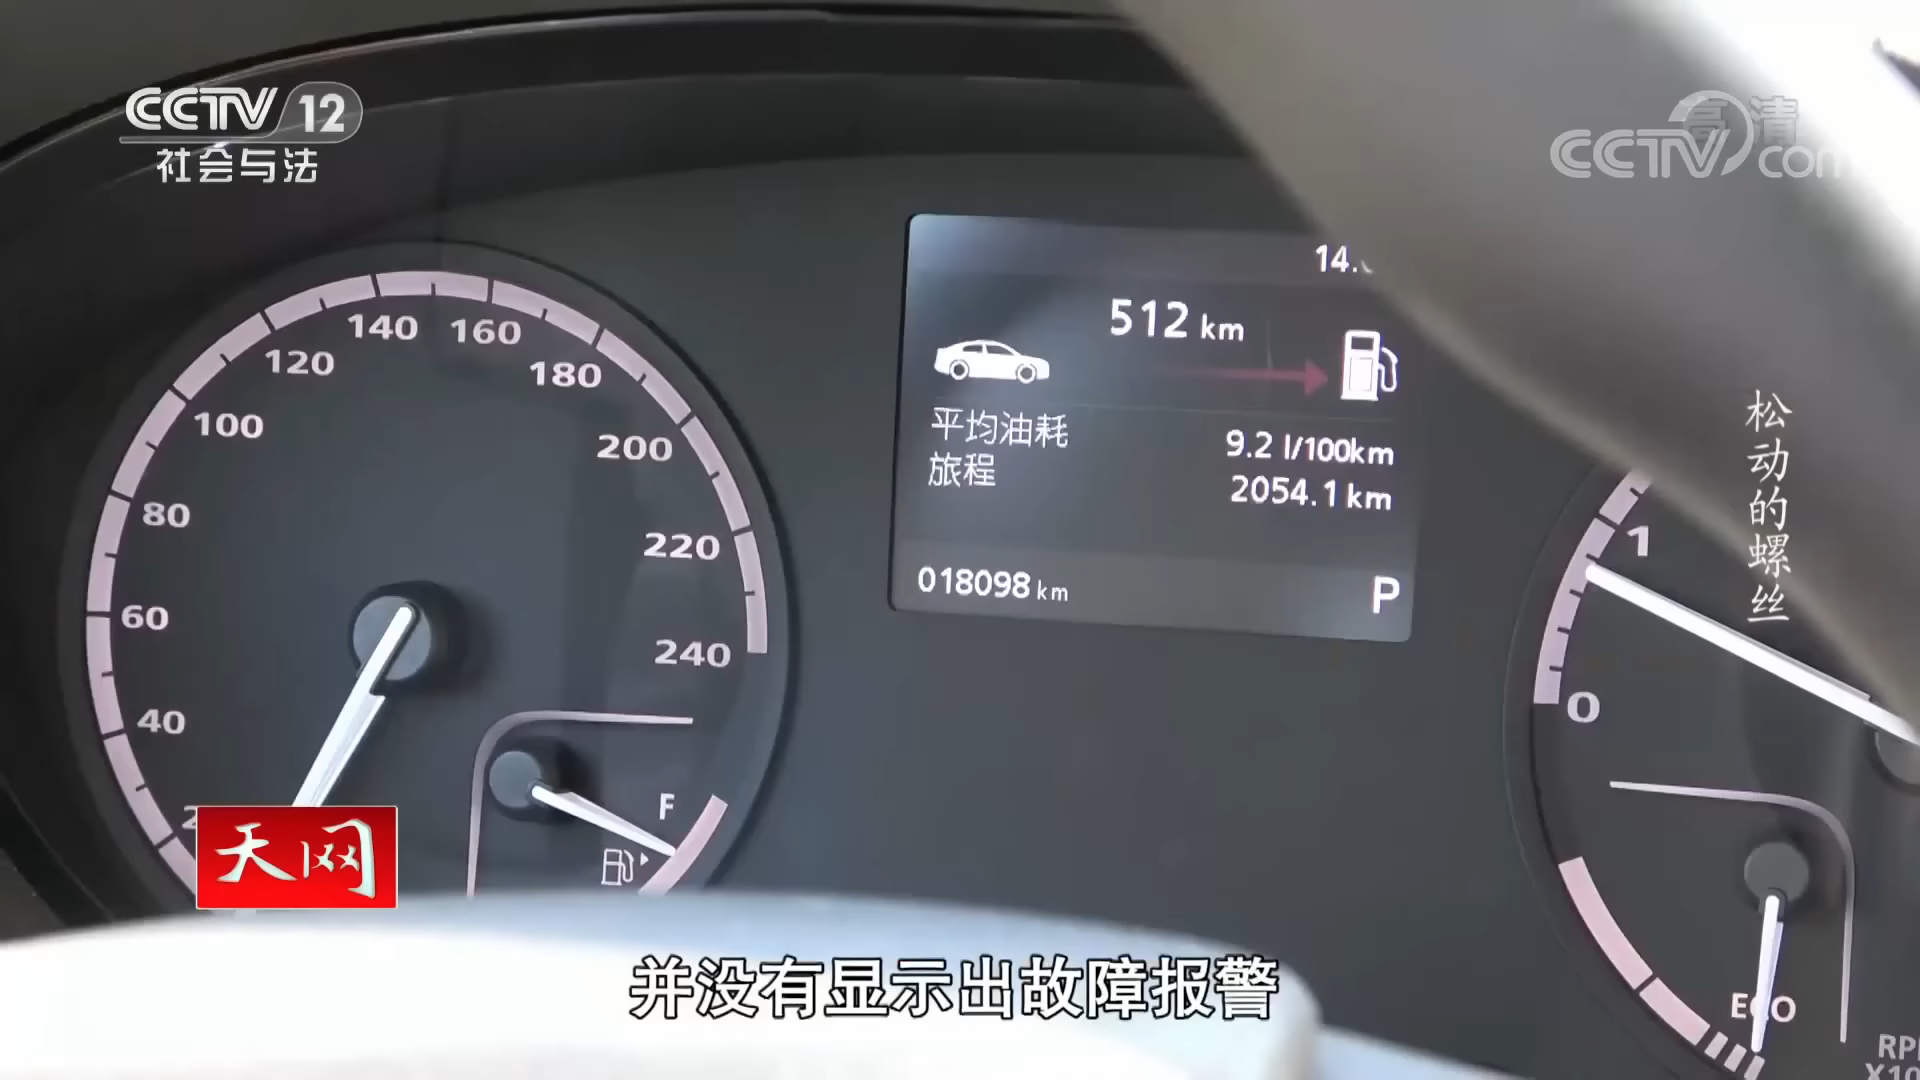 CCTV 12
社会与法
高清
CCTV com
512 km
平均油耗 9.2 l/100km
旅程 2054.1 km
018098 km P
20
40
60
80
100
120
140
160
180
200
220
240
F
1
0
ECO
松动的螺丝
天网
并没有显示出故障报警